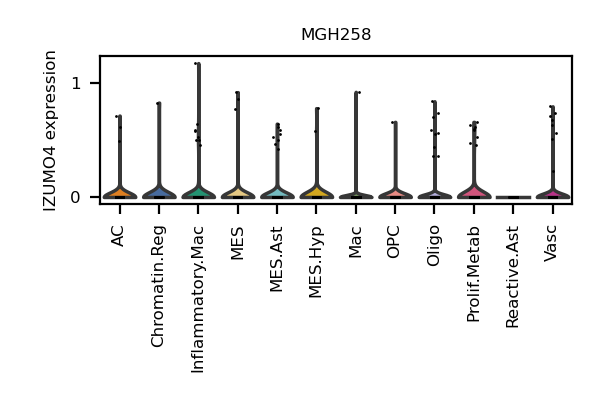 MGH258
IZUMO4 expression
1
0
AC
Chromatin.Reg
Inflammatory.Mac
MES
MES.Ast
MES.Hyp
Mac
OPC
Oligo
Prolif.Metab
Reactive.Ast
Vasc